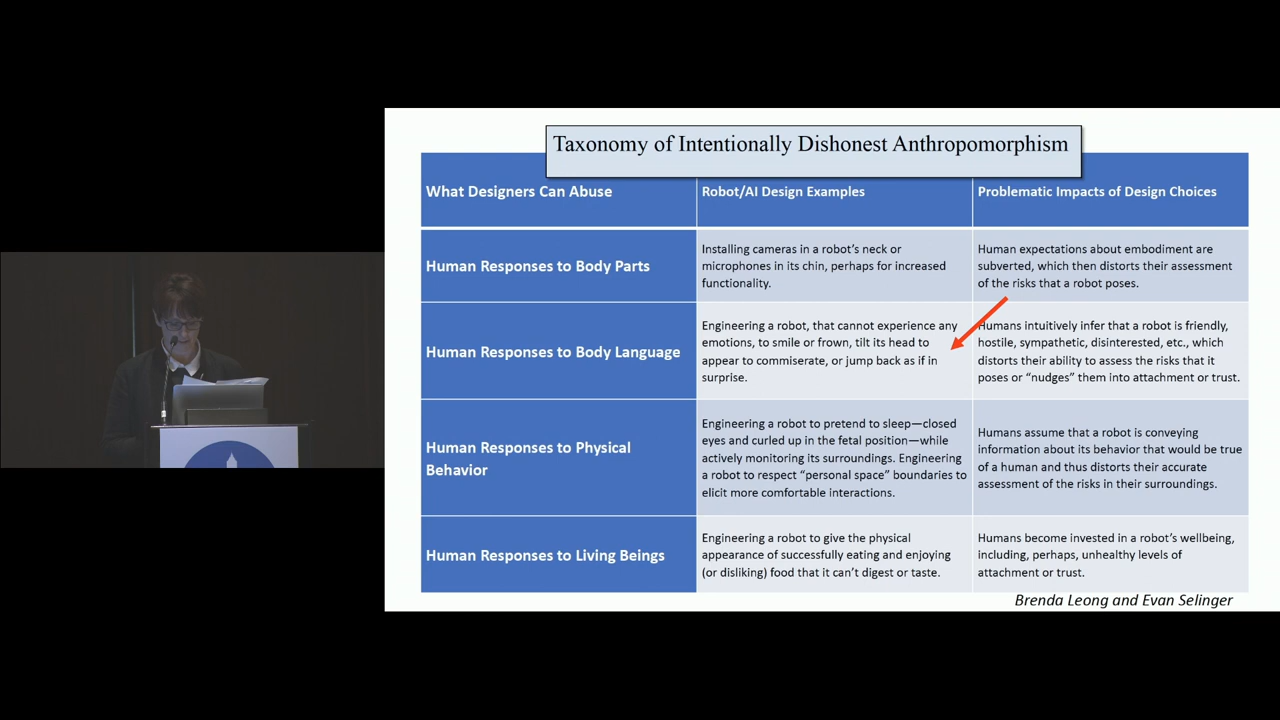 Taxonomy of Intentionally Dishonest Anthropomorphism
What Designers Can Abuse
Robot/AI Design Examples
Problematic Impacts of Design Choices
Human Responses to Body Parts
Installing cameras in a robot’s neck or
microphones in its chin, perhaps for increased
functionality.
Human expectations about embodiment are
subverted, which then distorts their assessment
of the risks that a robot poses.
Human Responses to Body Language
Engineering a robot, that cannot experience any
emotions, to smile or frown, tilt its head to
appear to commiserate, or jump back as if in
surprise.
Humans intuitively infer that a robot is friendly,
hostile, sympathetic, disinterested, etc., which
distorts their ability to assess the risks that it
poses or “nudges” them into attachment or trust.
Human Responses to Physical
Behavior
Engineering a robot to pretend to sleep—closed
eyes and curled up in the fetal position—while
actively monitoring its surroundings. Engineering
a robot to respect “personal space” boundaries to
elicit more comfortable interactions.
Humans assume that a robot is conveying
information about its behavior that would be true
of a human and thus distorts their accurate
assessment of the risks in their surroundings.
Human Responses to Living Beings
Engineering a robot to give the physical
appearance of successfully eating and enjoying
(or disliking) food that it can’t digest or taste.
Humans become invested in a robot’s wellbeing,
including, perhaps, unhealthy levels of
attachment or trust.
Brenda Leong and Evan Selinger